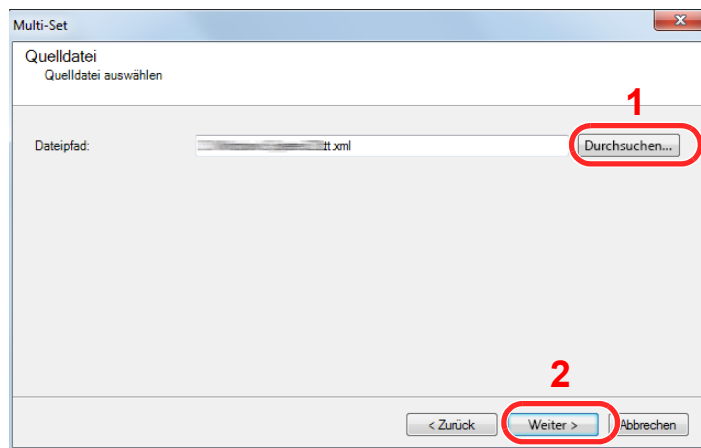 Multi-Set
Quelldatei
Quelldatei auswählen
1
Dateipfad:
tt.xml
Durchsuchen...
2
< Zurück
Weiter >
Abbrechen